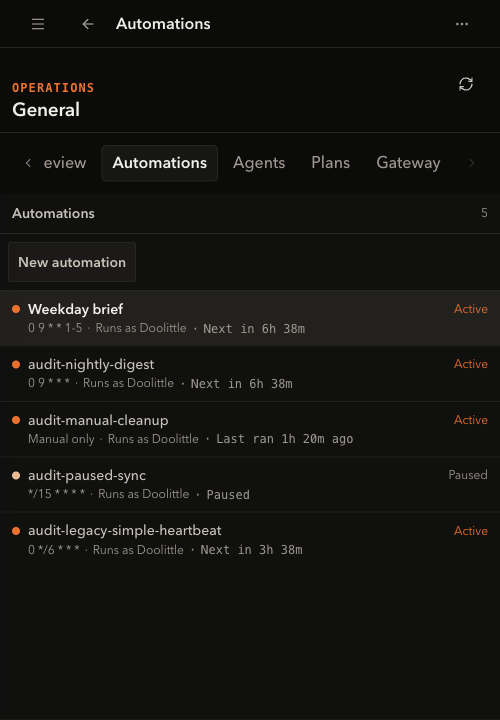 Automations
OPERATIONS
General
eview Automations Agents Plans Gateway
Automations 5
New automation
Weekday brief Active
0 9 * * 1-5 · Runs as Doolittle · Next in 6h 38m
audit-nightly-digest Active
0 9 * * * · Runs as Doolittle · Next in 6h 38m
audit-manual-cleanup Active
Manual only · Runs as Doolittle · Last ran 1h 20m ago
audit-paused-sync Paused
*/15 * * * * · Runs as Doolittle · Paused
audit-legacy-simple-heartbeat Active
0 */6 * * * · Runs as Doolittle · Next in 3h 38m